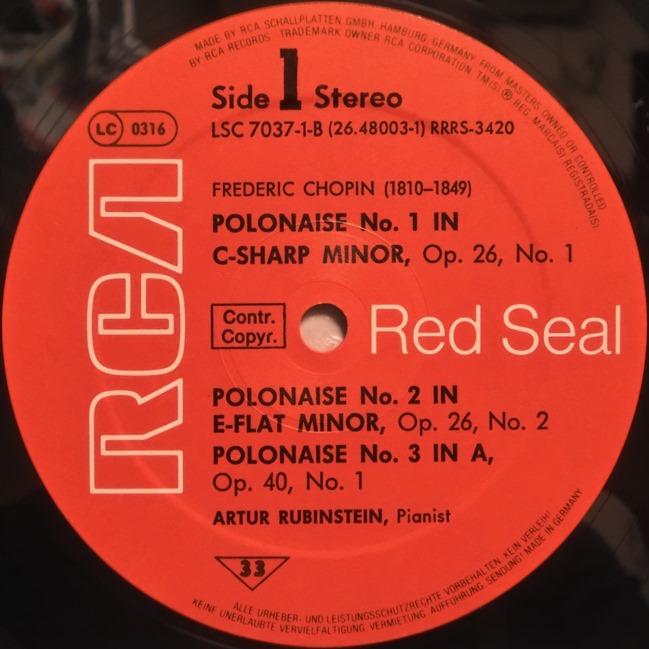 MADE BY RCA SCHALLPLATTEN GMBH, HAMBURG, GERMANY, FROM MASTERS OWNED OR CONTROLLED
BY RCA RECORDS. TRADEMARK OWNER RCA CORPORATION. TM(S) ® REG. MARCA(S) REGISTRADA(S)
Side 1 Stereo
LSC 7037-1-B (26.48003-1) RRRS-3420
LC 0316
FREDERIC CHOPIN (1810–1849)
POLONAISE No. 1 IN
C-SHARP MINOR, Op. 26, No. 1
RCA
Contr.
Copyr.
Red Seal
POLONAISE No. 2 IN
E-FLAT MINOR, Op. 26, No. 2
POLONAISE No. 3 IN A,
Op. 40, No. 1
ARTUR RUBINSTEIN, Pianist
33
ALLE URHEBER- UND LEISTUNGSSCHUTZRECHTE VORBEHALTEN. KEIN VERLEIH!
KEINE UNERLAUBTE VERVIELFÄLTIGUNG, VERMIETUNG, AUFFÜHRUNG, SENDUNG! MADE IN GERMANY